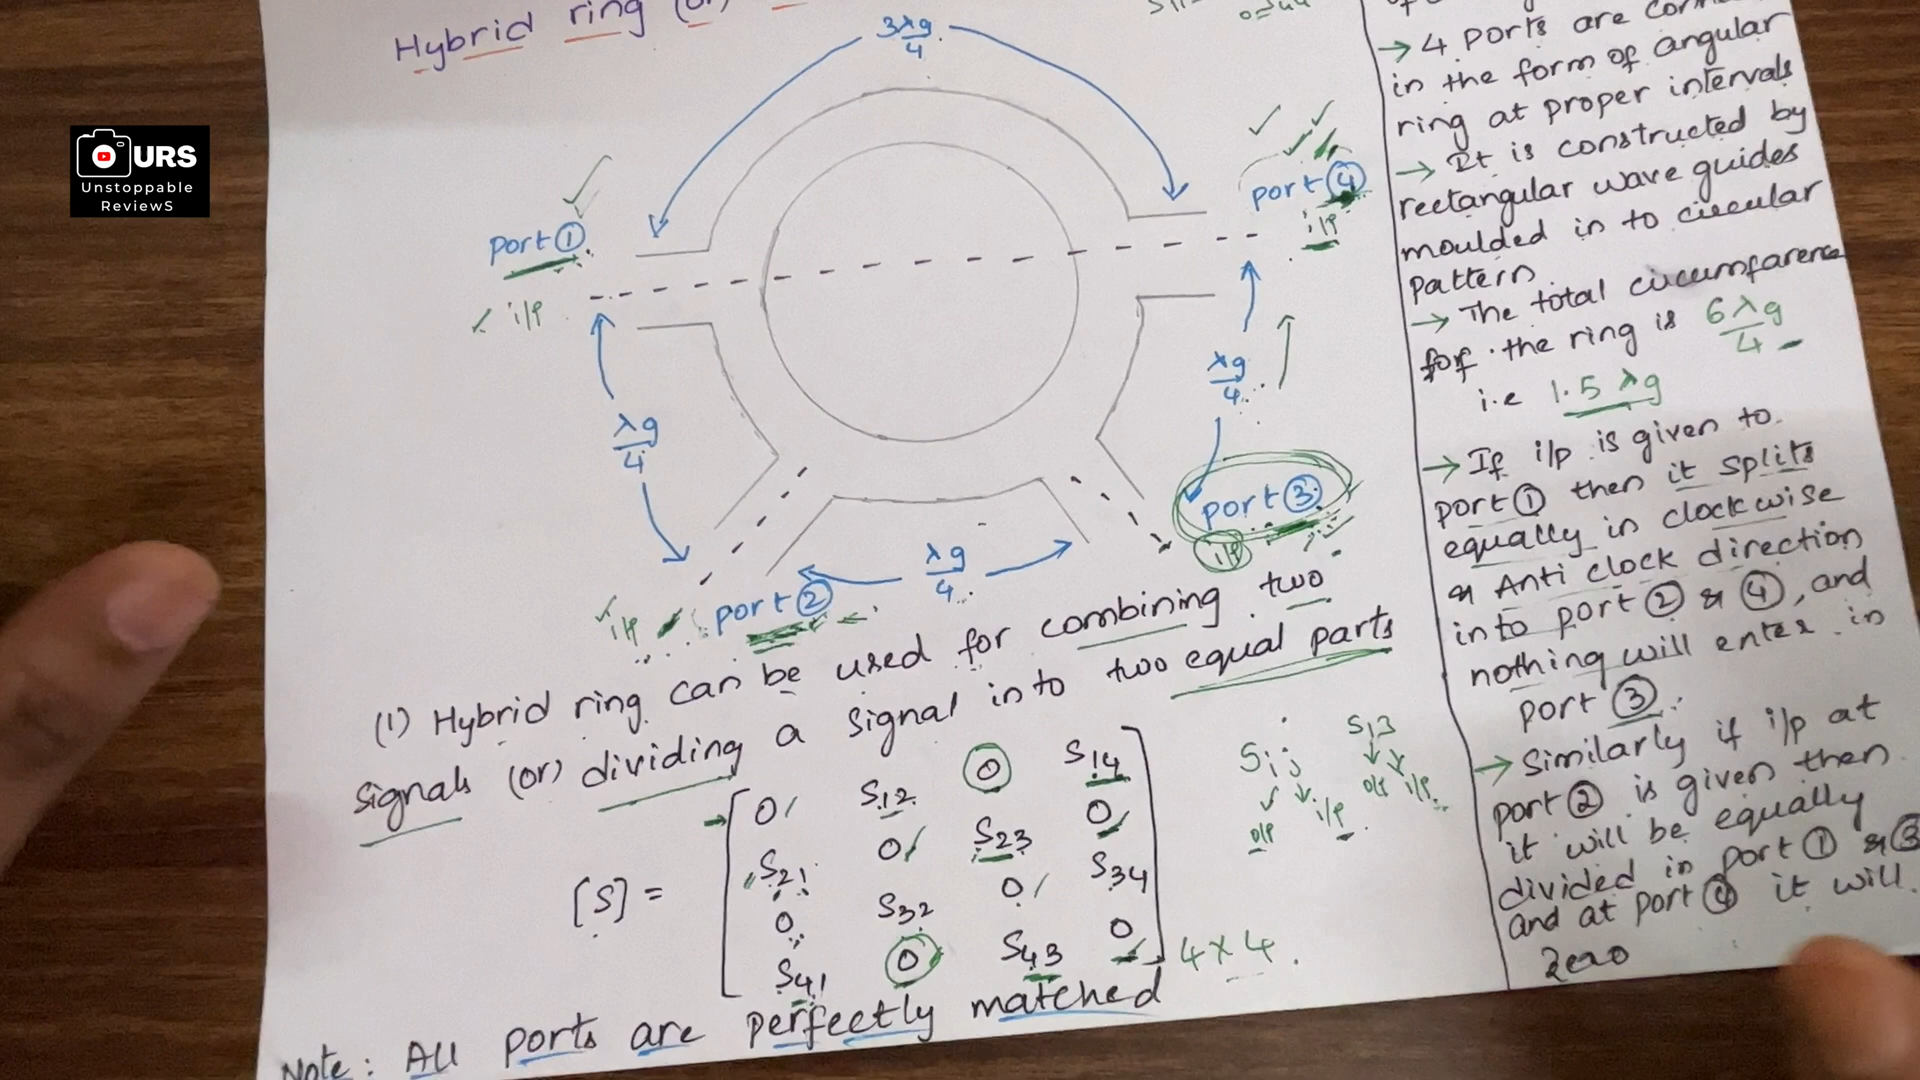 Hybrid ring (or)
3λg/4
OURS
Unstoppable
ReviewS
port ①
i/p
port ④
i/p
λg/4
λg/4
port ③
i/p
λg/4
i/p
port ②
(1) Hybrid ring can be used for combining two
signals (or) dividing a signal into two equal parts
[S] =
0 S12 0 S14
S21 0 S23 0
0 S32 0 S34
S41 0 S43 0
4 x 4
Sij
o/p i/p
S13
o/p i/p
Note: All ports are perfectly matched
→ 4 ports are
in the form of angular
ring at proper intervals
→ It is constructed by
rectangular wave guides
moulded in to circular
pattern
→ The total circumfarence
for the ring is 6λg/4
i.e 1.5 λg
→ If i/p is given to
port ① then it splits
equally in clockwise
& Anti clock direction
into port ② & ④, and
nothing will enter in
port ③.
→ Similarly if i/p at
port ② is given then
it will be equally
divided in port ① & ③
and at port ④ it will
Zero